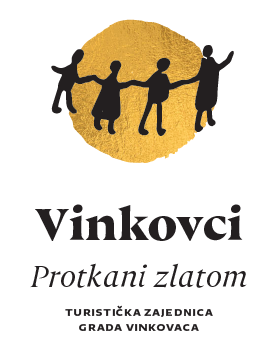 Vinkovci
Protkani zlatom
TURISTIČKA ZAJEDNICA
GRADA VINKOVACA